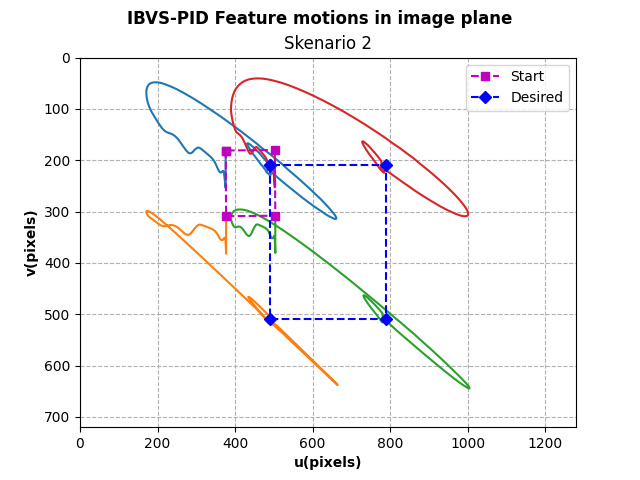 IBVS-PID Feature motions in image plane
Skenario 2
Start
Desired
0
100
200
300
400
500
600
700
v(pixels)
0 200 400 600 800 1000 1200
u(pixels)